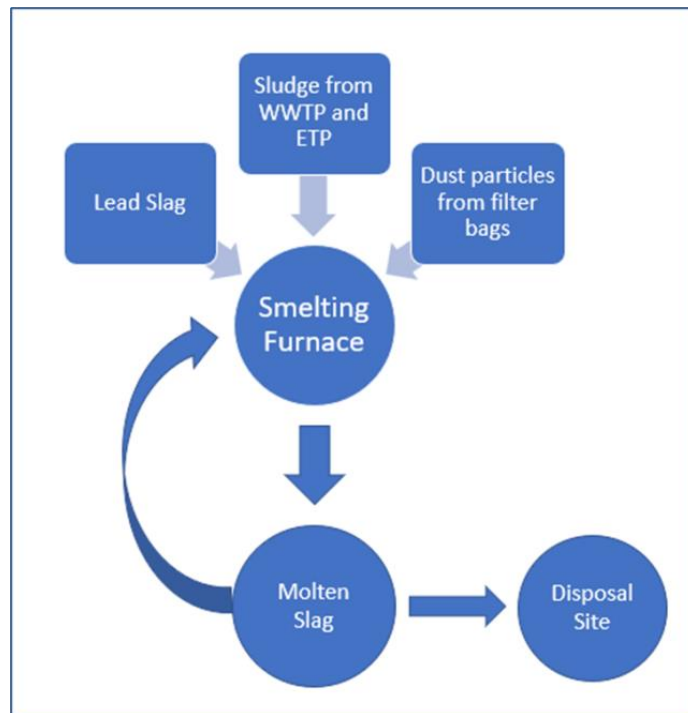 Sludge from
WWTP and
ETP
Lead Slag
Dust particles
from filter
bags
Smelting
Furnace
Molten
Slag
Disposal
Site